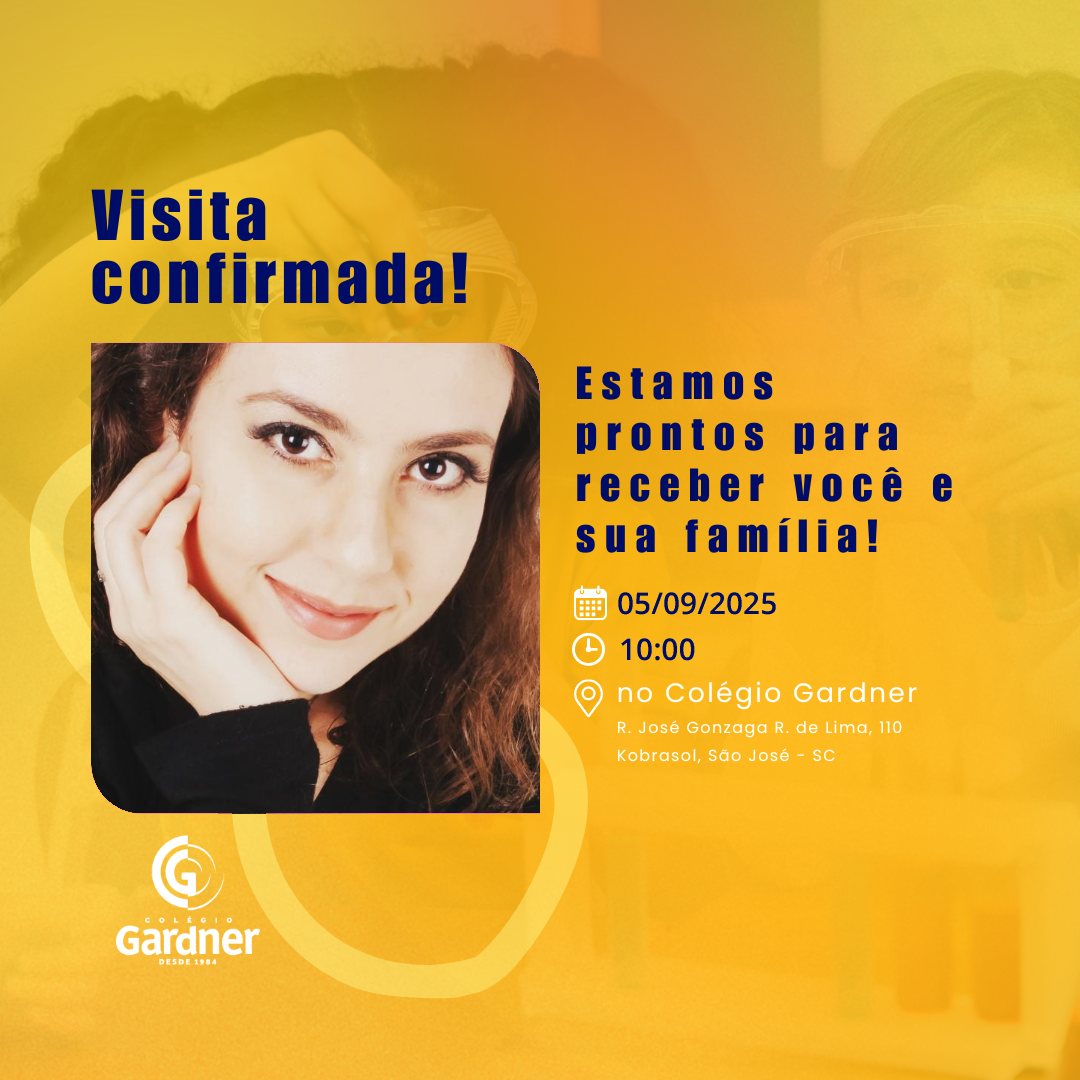 Visita
confirmada!
Estamos
prontos para
receber você e
sua família!
05/09/2025
10:00
no Colégio Gardner
R. José Gonzaga R. de Lima, 110
Kobrasol, São José - SC
G
COLÉGIO
Gardner
DESDE 1984